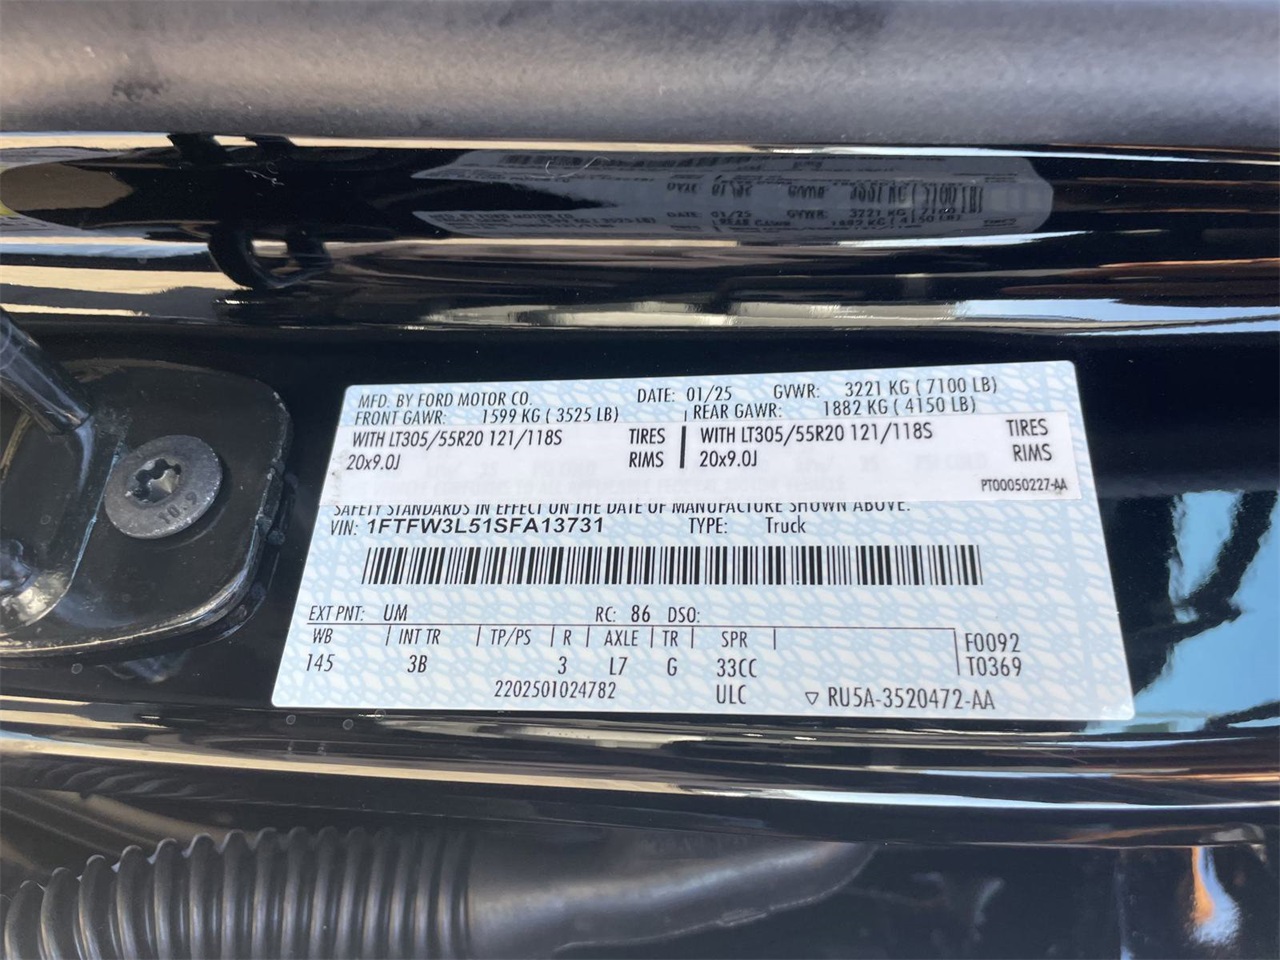 MFD. BY FORD MOTOR CO. DATE: 01/25 GVWR: 3221 KG ( 7100 LB)
FRONT GAWR: 1599 KG ( 3525 LB) REAR GAWR: 1882 KG ( 4150 LB)
WITH LT305/55R20 121/118S TIRES WITH LT305/55R20 121/118S TIRES
20x9.0J RIMS 20x9.0J RIMS
PT00050227-AA
SAFETY STANDARDS IN EFFECT ON THE DATE OF MANUFACTURE SHOWN ABOVE.
VIN: 1FTFW3L51SFA13731 TYPE: Truck
EXT PNT: UM RC: 86 DSO:
WB INT TR TP/PS R AXLE TR SPR F0092
145 3B 3 L7 G 33CC T0369
2202501024782 ULC ▽ RU5A-3520472-AA
10.9